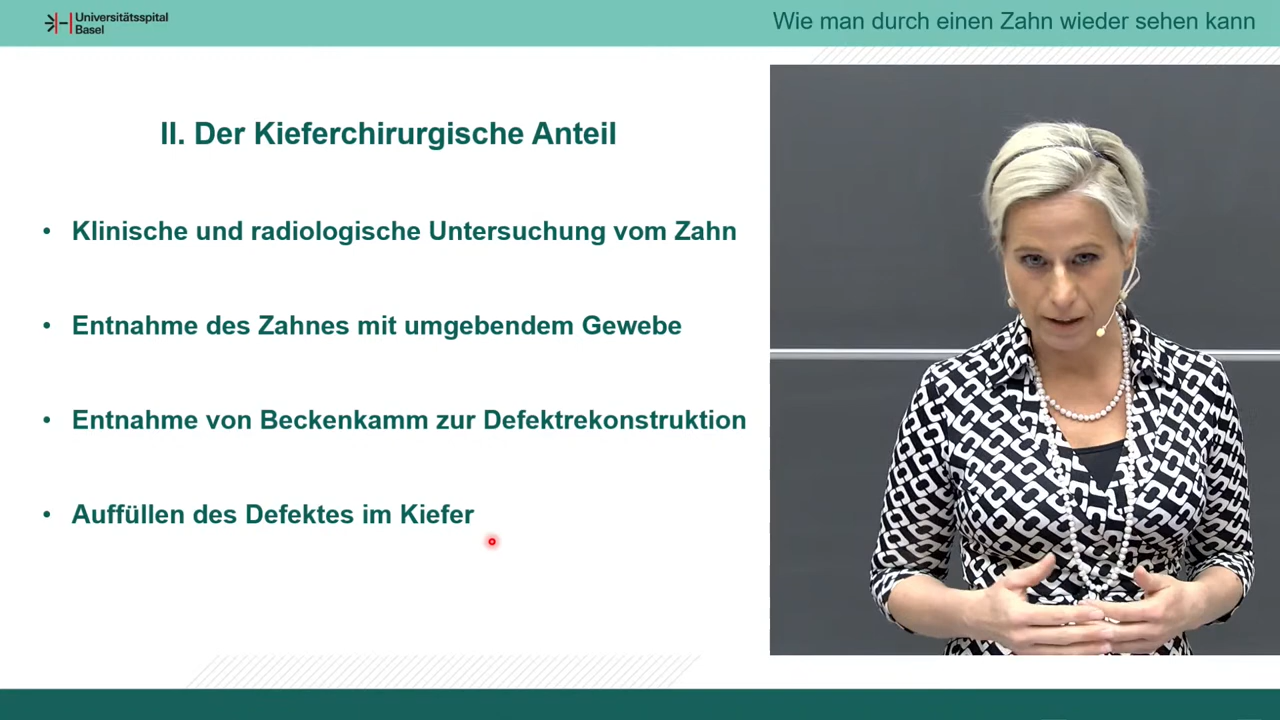 Universitätsspital
Basel
Wie man durch einen Zahn wieder sehen kann
II. Der Kieferchirurgische Anteil
• Klinische und radiologische Untersuchung vom Zahn
• Entnahme des Zahnes mit umgebendem Gewebe
• Entnahme von Beckenkamm zur Defektrekonstruktion
• Auffüllen des Defektes im Kiefer